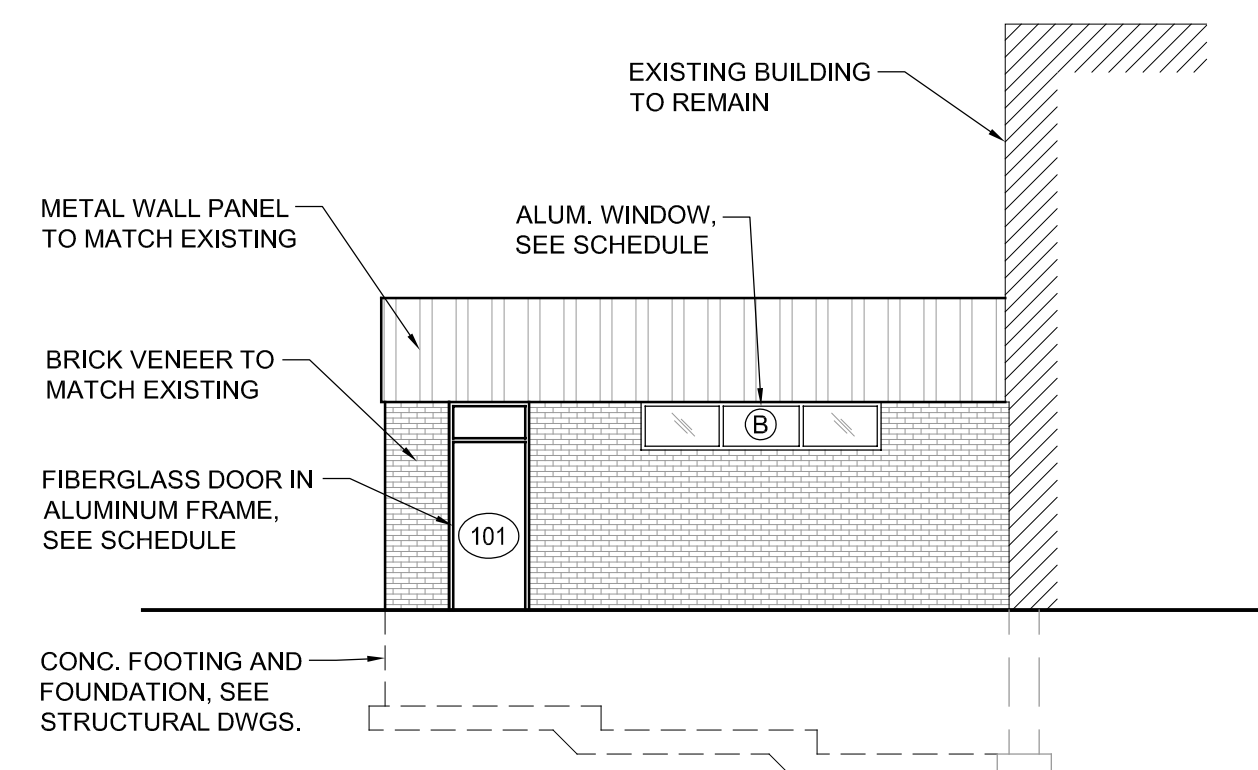 EXISTING BUILDING
TO REMAIN
METAL WALL PANEL
TO MATCH EXISTING
ALUM. WINDOW,
SEE SCHEDULE
BRICK VENEER TO
MATCH EXISTING
B
FIBERGLASS DOOR IN
ALUMINUM FRAME,
SEE SCHEDULE
101
CONC. FOOTING AND
FOUNDATION, SEE
STRUCTURAL DWGS.